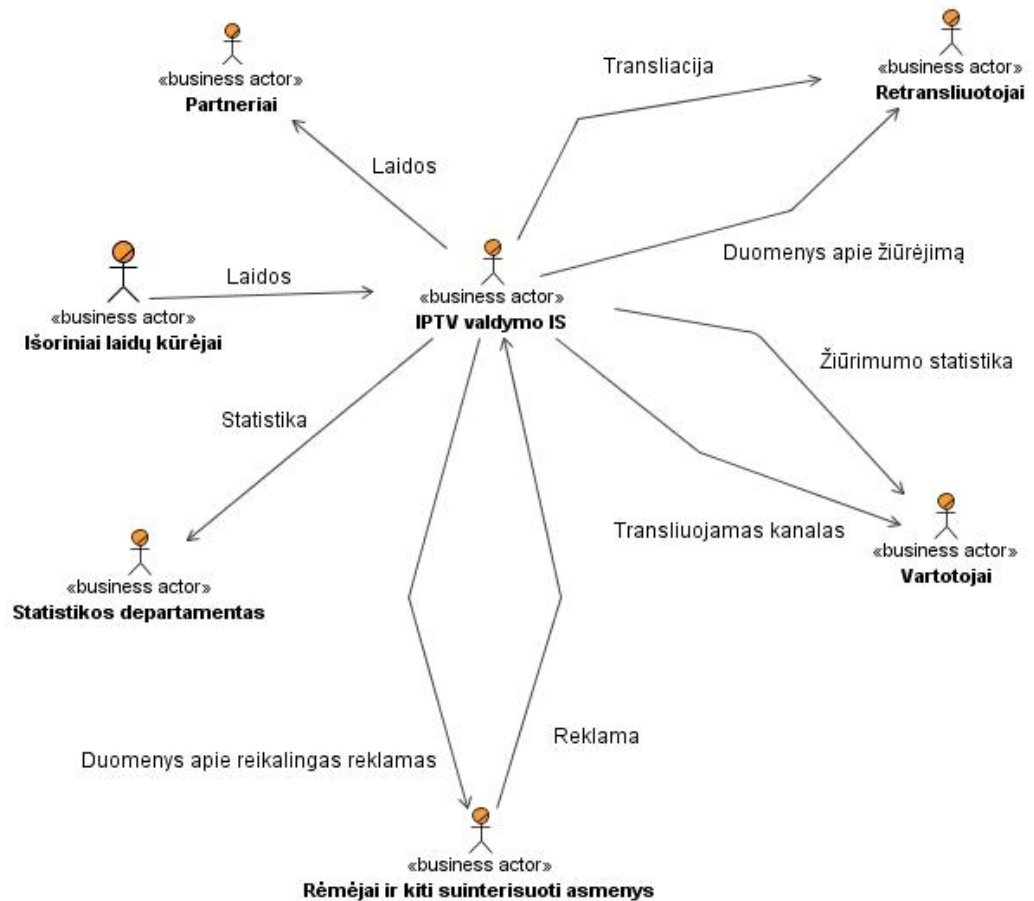 «business actor»
Partneriai
Transliacija
«business actor»
Retransliuotojai
Laidos
Duomenys apie žiūrėjimą
Laidos
«business actor»
Išoriniai laidų kūrėjai
«business actor»
IPTV valdymo IS
Žiūrimumo statistika
Statistika
Transliuojamas kanalas
«business actor»
Vartotojai
«business actor»
Statistikos departamentas
Reklama
Duomenys apie reikalingas reklamas
«business actor»
Rėmėjai ir kiti suinterisuoti asmenys